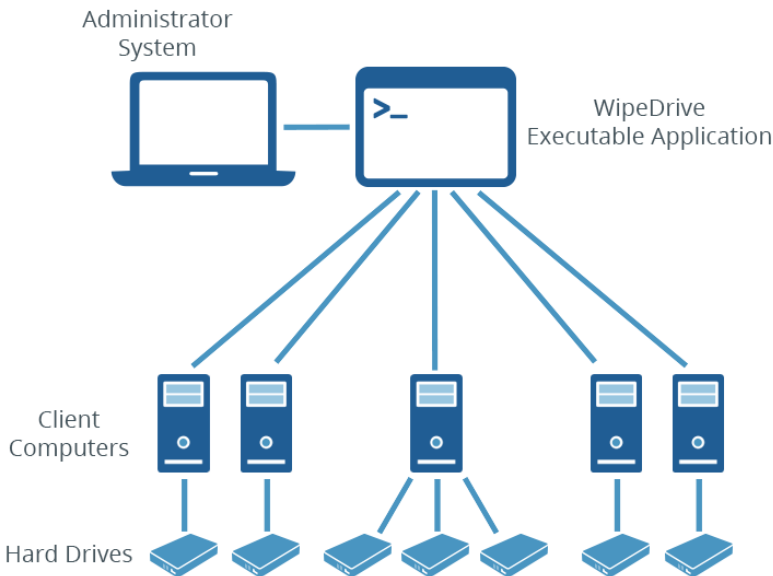 Administrator
System
>_
WipeDrive
Executable Application
Client
Computers
Hard Drives